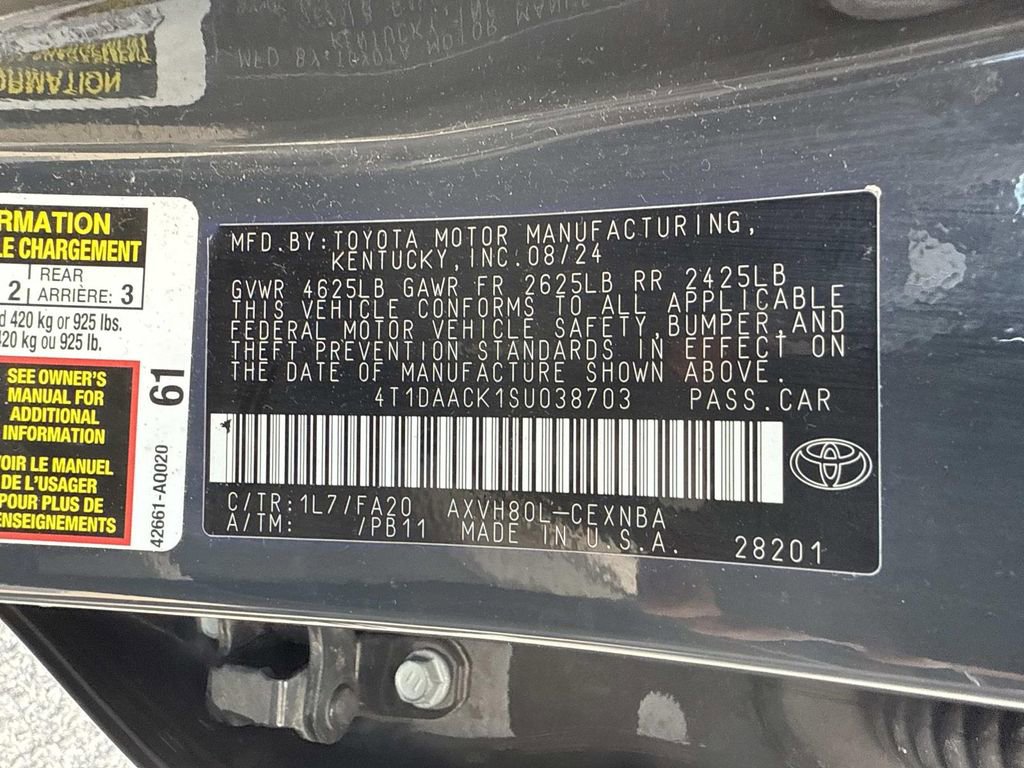 RMATION
E CHARGEMENT
2 REAR
ARRIÈRE: 3
d 420 kg or 925 lbs.
420 kg ou 925 lb.
SEE OWNER'S
MANUAL FOR
ADDITIONAL
INFORMATION
VOIR LE MANUEL
DE L'USAGER
POUR PLUS DE
ENSEIGNEMENTS
61
42661-AQ020
MFD.BY:TOYOTA MOTOR MANUFACTURING,
KENTUCKY,INC.08/24
GVWR 4625LB GAWR FR 2625LB RR 2425LB
THIS VEHICLE CONFORMS TO ALL APPLICABLE
FEDERAL MOTOR VEHICLE SAFETY,BUMPER,AND
THEFT PREVENTION STANDARDS IN EFFECT ON
THE DATE OF MANUFACTURE SHOWN ABOVE.
4T1DAACK1SU038703 PASS.CAR
C/TR:1L7/FA20 AXVH80L-CEXNBA
A/TM: /PB11 MADE IN U.S.A. 28201